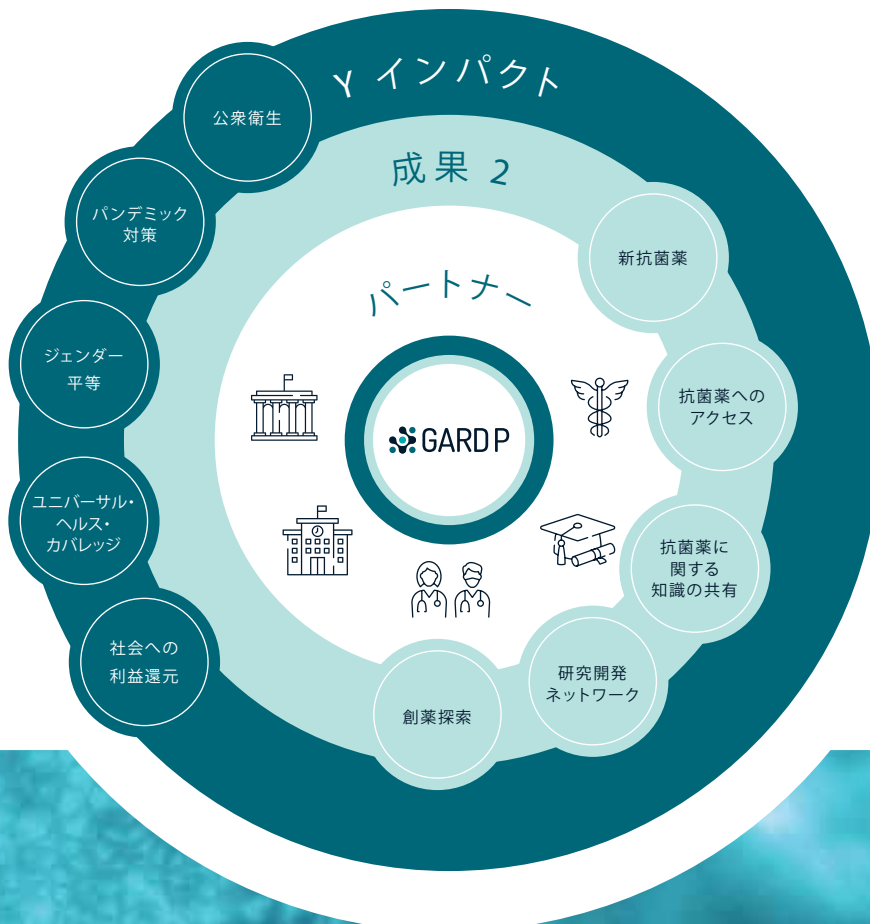 Y インパクト
公衆衛生
パンデミック
対策
ジェンダー
平等
ユニバーサル・
ヘルス・
カバレッジ
社会への
利益還元
成果 2
新抗菌薬
抗菌薬への
アクセス
抗菌薬に
関する
知識の共有
研究開発
ネットワーク
創薬探索
パートナー
GARDP